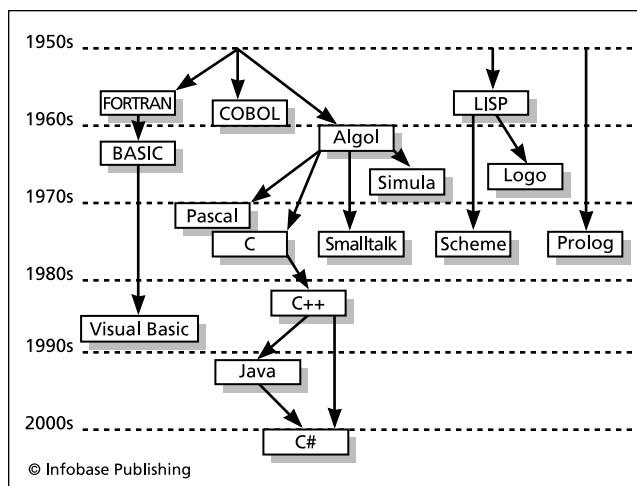 1950s
FORTRAN
COBOL
LISP
1960s
Algol
BASIC
Simula
Logo
1970s
Pascal
C
Smalltalk
Scheme
Prolog
1980s
C++
Visual Basic
1990s
Java
2000s
C#
© Infobase Publishing